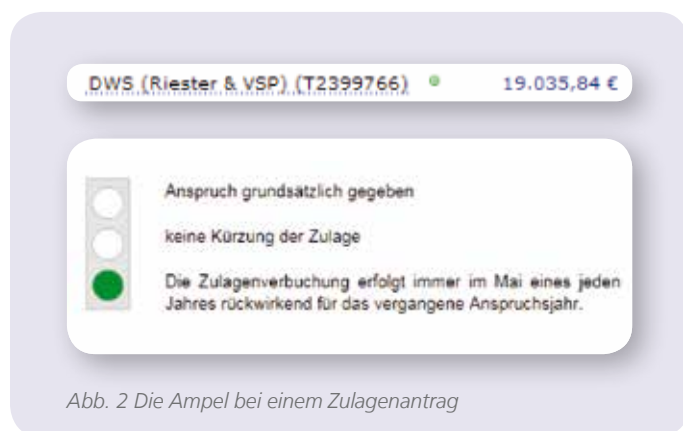 DWS (Riester & VSP) (T2399766) 19.035,84 €
Anspruch grundsätzlich gegeben
keine Kürzung der Zulage
Die Zulagenverbuchung erfolgt immer im Mai eines jeden
Jahres rückwirkend für das vergangene Anspruchsjahr.
Abb. 2 Die Ampel bei einem Zulagenantrag